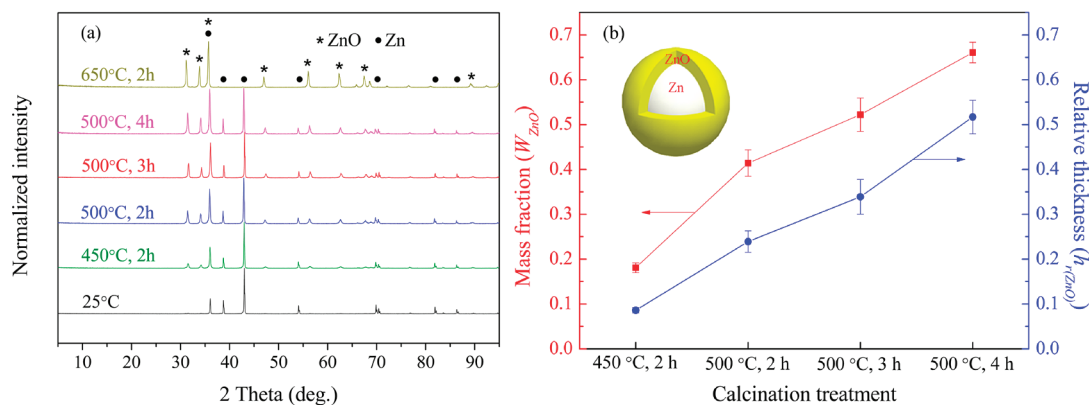 (a)
* ZnO • Zn
650°C, 2h
500°C, 4h
500°C, 3h
500°C, 2h
450°C, 2h
25°C
Normalized intensity
10 20 30 40 50 60 70 80 90
2 Theta (deg.)
(b)
ZnO
Zn
0.7
0.6
0.5
0.4
0.3
0.2
0.1
0.0
Mass fraction (W_ZnO)
0.7
0.6
0.5
0.4
0.3
0.2
0.1
0.0
Relative thickness (h_r(ZnO))
450 °C, 2 h 500 °C, 2 h 500 °C, 3 h 500 °C, 4 h
Calcination treatment